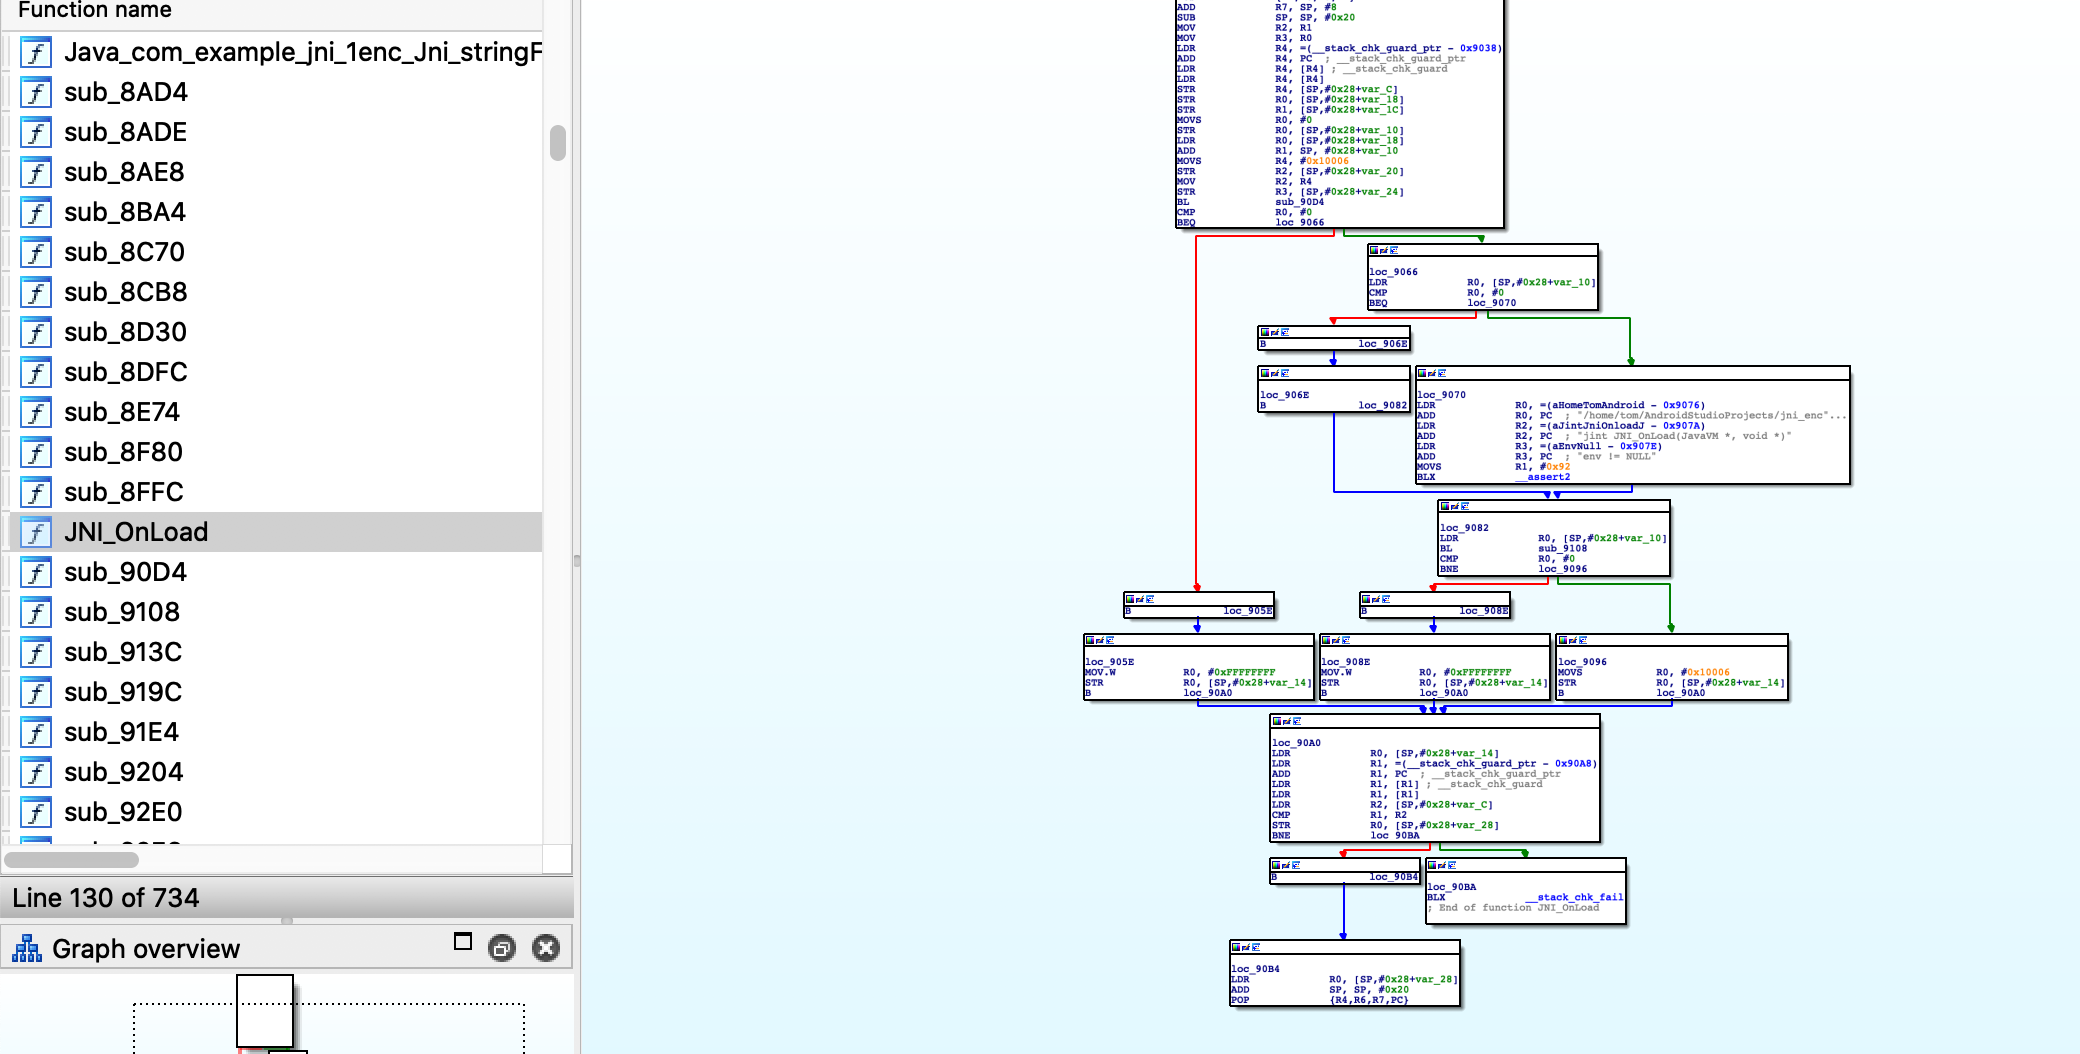 Function name
Java_com_example_jni_1enc_Jni_stringF
sub_8AD4
sub_8ADE
sub_8AE8
sub_8BA4
sub_8C70
sub_8CB8
sub_8D30
sub_8DFC
sub_8E74
sub_8F80
sub_8FFC
JNI_OnLoad
sub_90D4
sub_9108
sub_913C
sub_919C
sub_91E4
sub_9204
sub_92E0
Line 130 of 734
Graph overview
ADD R7, SP, #8
SUB SP, SP, #0x20
MOV R2, R1
MOV R3, R0
LDR R4, =(__stack_chk_guard_ptr - 0x9038)
ADD R4, PC ; __stack_chk_guard_ptr
LDR R4, [R4] ; __stack_chk_guard
LDR R4, [R4]
STR R4, [SP,#0x28+var_C]
STR R0, [SP,#0x28+var_18]
STR R1, [SP,#0x28+var_1C]
MOVS R0, #0
STR R0, [SP,#0x28+var_10]
LDR R0, [SP,#0x28+var_18]
ADD R1, SP, #0x28+var_10
MOVS R4, #0x10006
STR R2, [SP,#0x28+var_20]
MOV R2, R4
STR R3, [SP,#0x28+var_24]
BL sub_90D4
CMP R0, #0
BEQ loc_9066
loc_9066
LDR R0, [SP,#0x28+var_10]
CMP R0, #0
BEQ loc_9070
B loc_906E
loc_906E
B loc_9082
loc_9070
LDR R0, =(aHomeTomAndroid - 0x9076)
ADD R0, PC ; "/home/tom/AndroidStudioProjects/jni_enc"...
LDR R2, =(aJintJniOnloadJ - 0x907A)
ADD R2, PC ; "jint JNI_OnLoad(JavaVM *, void *)"
LDR R3, =(aEnvNull - 0x907E)
ADD R3, PC ; "env != NULL"
MOVS R1, #0x92
BLX __assert2
loc_9082
LDR R0, [SP,#0x28+var_10]
BL sub_9108
CMP R0, #0
BNE loc_9096
B loc_905E
loc_905E
MOV.W R0, #0xFFFFFFFF
STR R0, [SP,#0x28+var_14]
B loc_90A0
B loc_908E
loc_908E
MOV.W R0, #0xFFFFFFFF
STR R0, [SP,#0x28+var_14]
B loc_90A0
loc_9096
MOVS R0, #0x10006
STR R0, [SP,#0x28+var_14]
B loc_90A0
loc_90A0
LDR R0, [SP,#0x28+var_14]
LDR R1, =(__stack_chk_guard_ptr - 0x90A8)
ADD R1, PC ; __stack_chk_guard_ptr
LDR R1, [R1] ; __stack_chk_guard
LDR R1, [R1]
LDR R2, [SP,#0x28+var_C]
CMP R1, R2
STR R0, [SP,#0x28+var_28]
BNE loc_90BA
B loc_90B4
loc_90BA
BLX __stack_chk_fail
; End of function JNI_OnLoad
loc_90B4
LDR R0, [SP,#0x28+var_28]
ADD SP, SP, #0x20
POP {R4,R6,R7,PC}